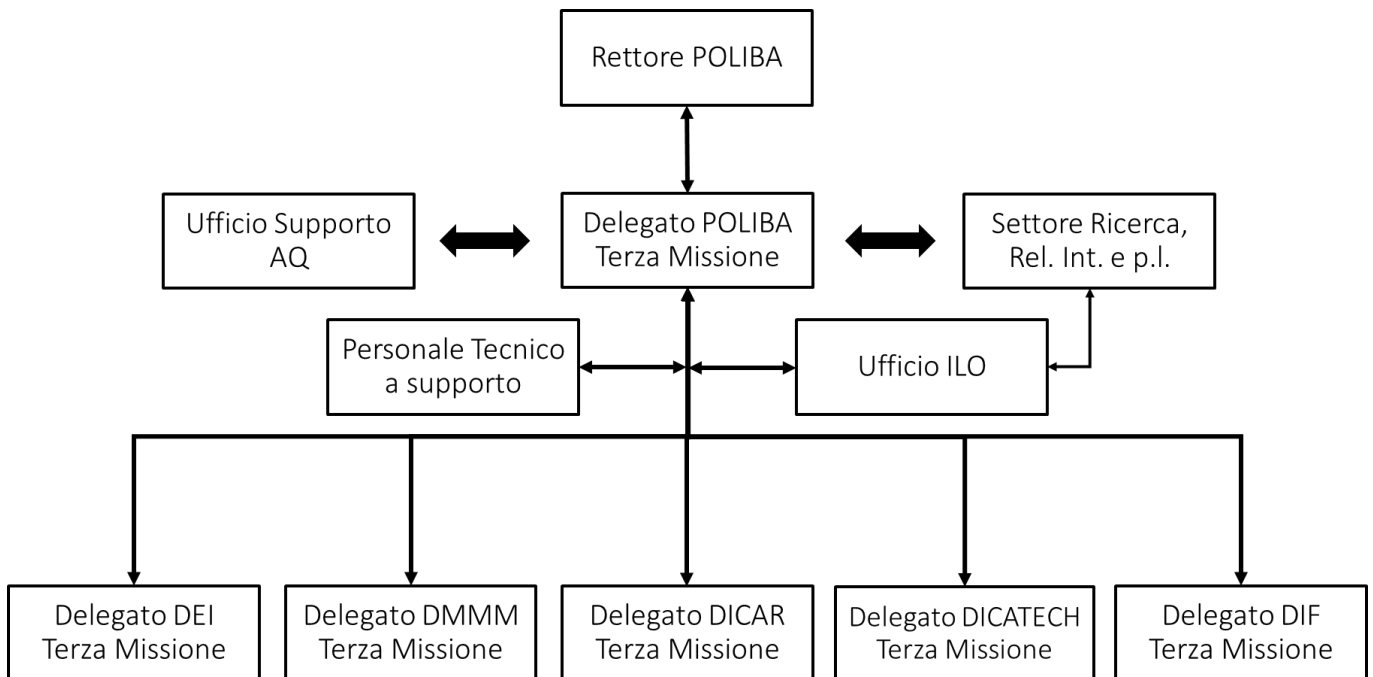 Rettore POLIBA
Ufficio Supporto
AQ
Delegato POLIBA
Terza Missione
Settore Ricerca,
Rel. Int. e p.l.
Personale Tecnico
a supporto
Ufficio ILO
Delegato DEI
Terza Missione
Delegato DMMM
Terza Missione
Delegato DICAR
Terza Missione
Delegato DICATECH
Terza Missione
Delegato DIF
Terza Missione